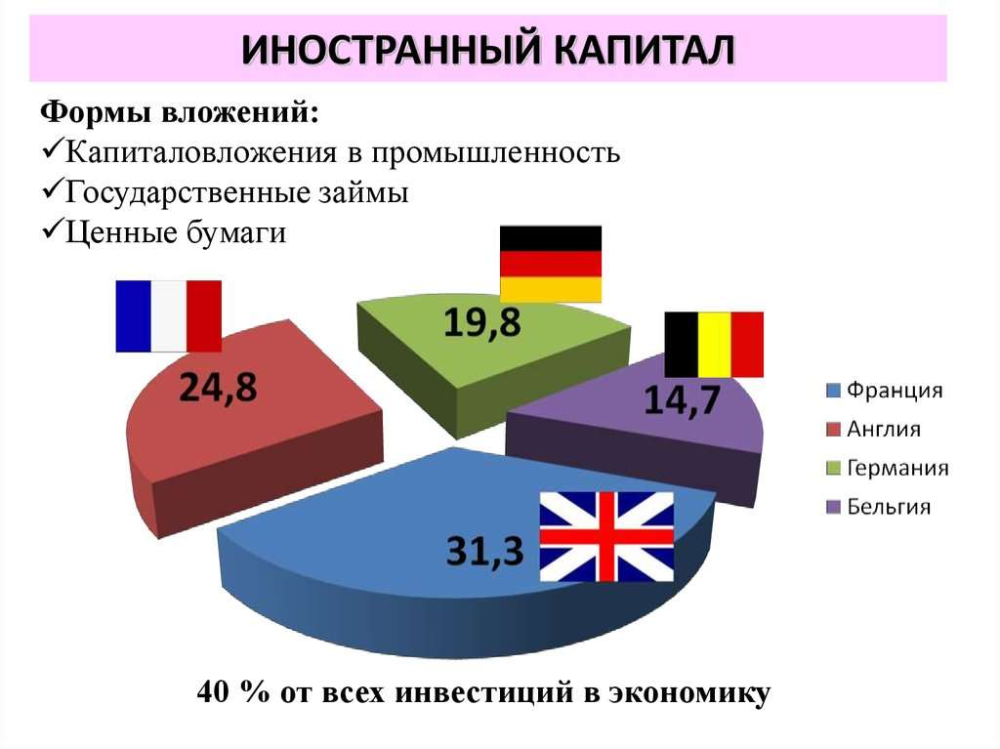 ИНОСТРАННЫЙ КАПИТАЛ
Формы вложений:
✓Капиталовложения в промышленность
✓Государственные займы
✓Ценные бумаги
19,8
24,8
14,7
31,3
Франция
Англия
Германия
Бельгия
40 % от всех инвестиций в экономику